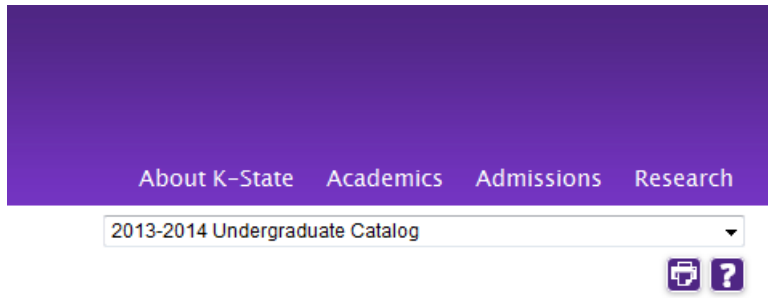 About K-State Academics Admissions Research
2013-2014 Undergraduate Catalog
?